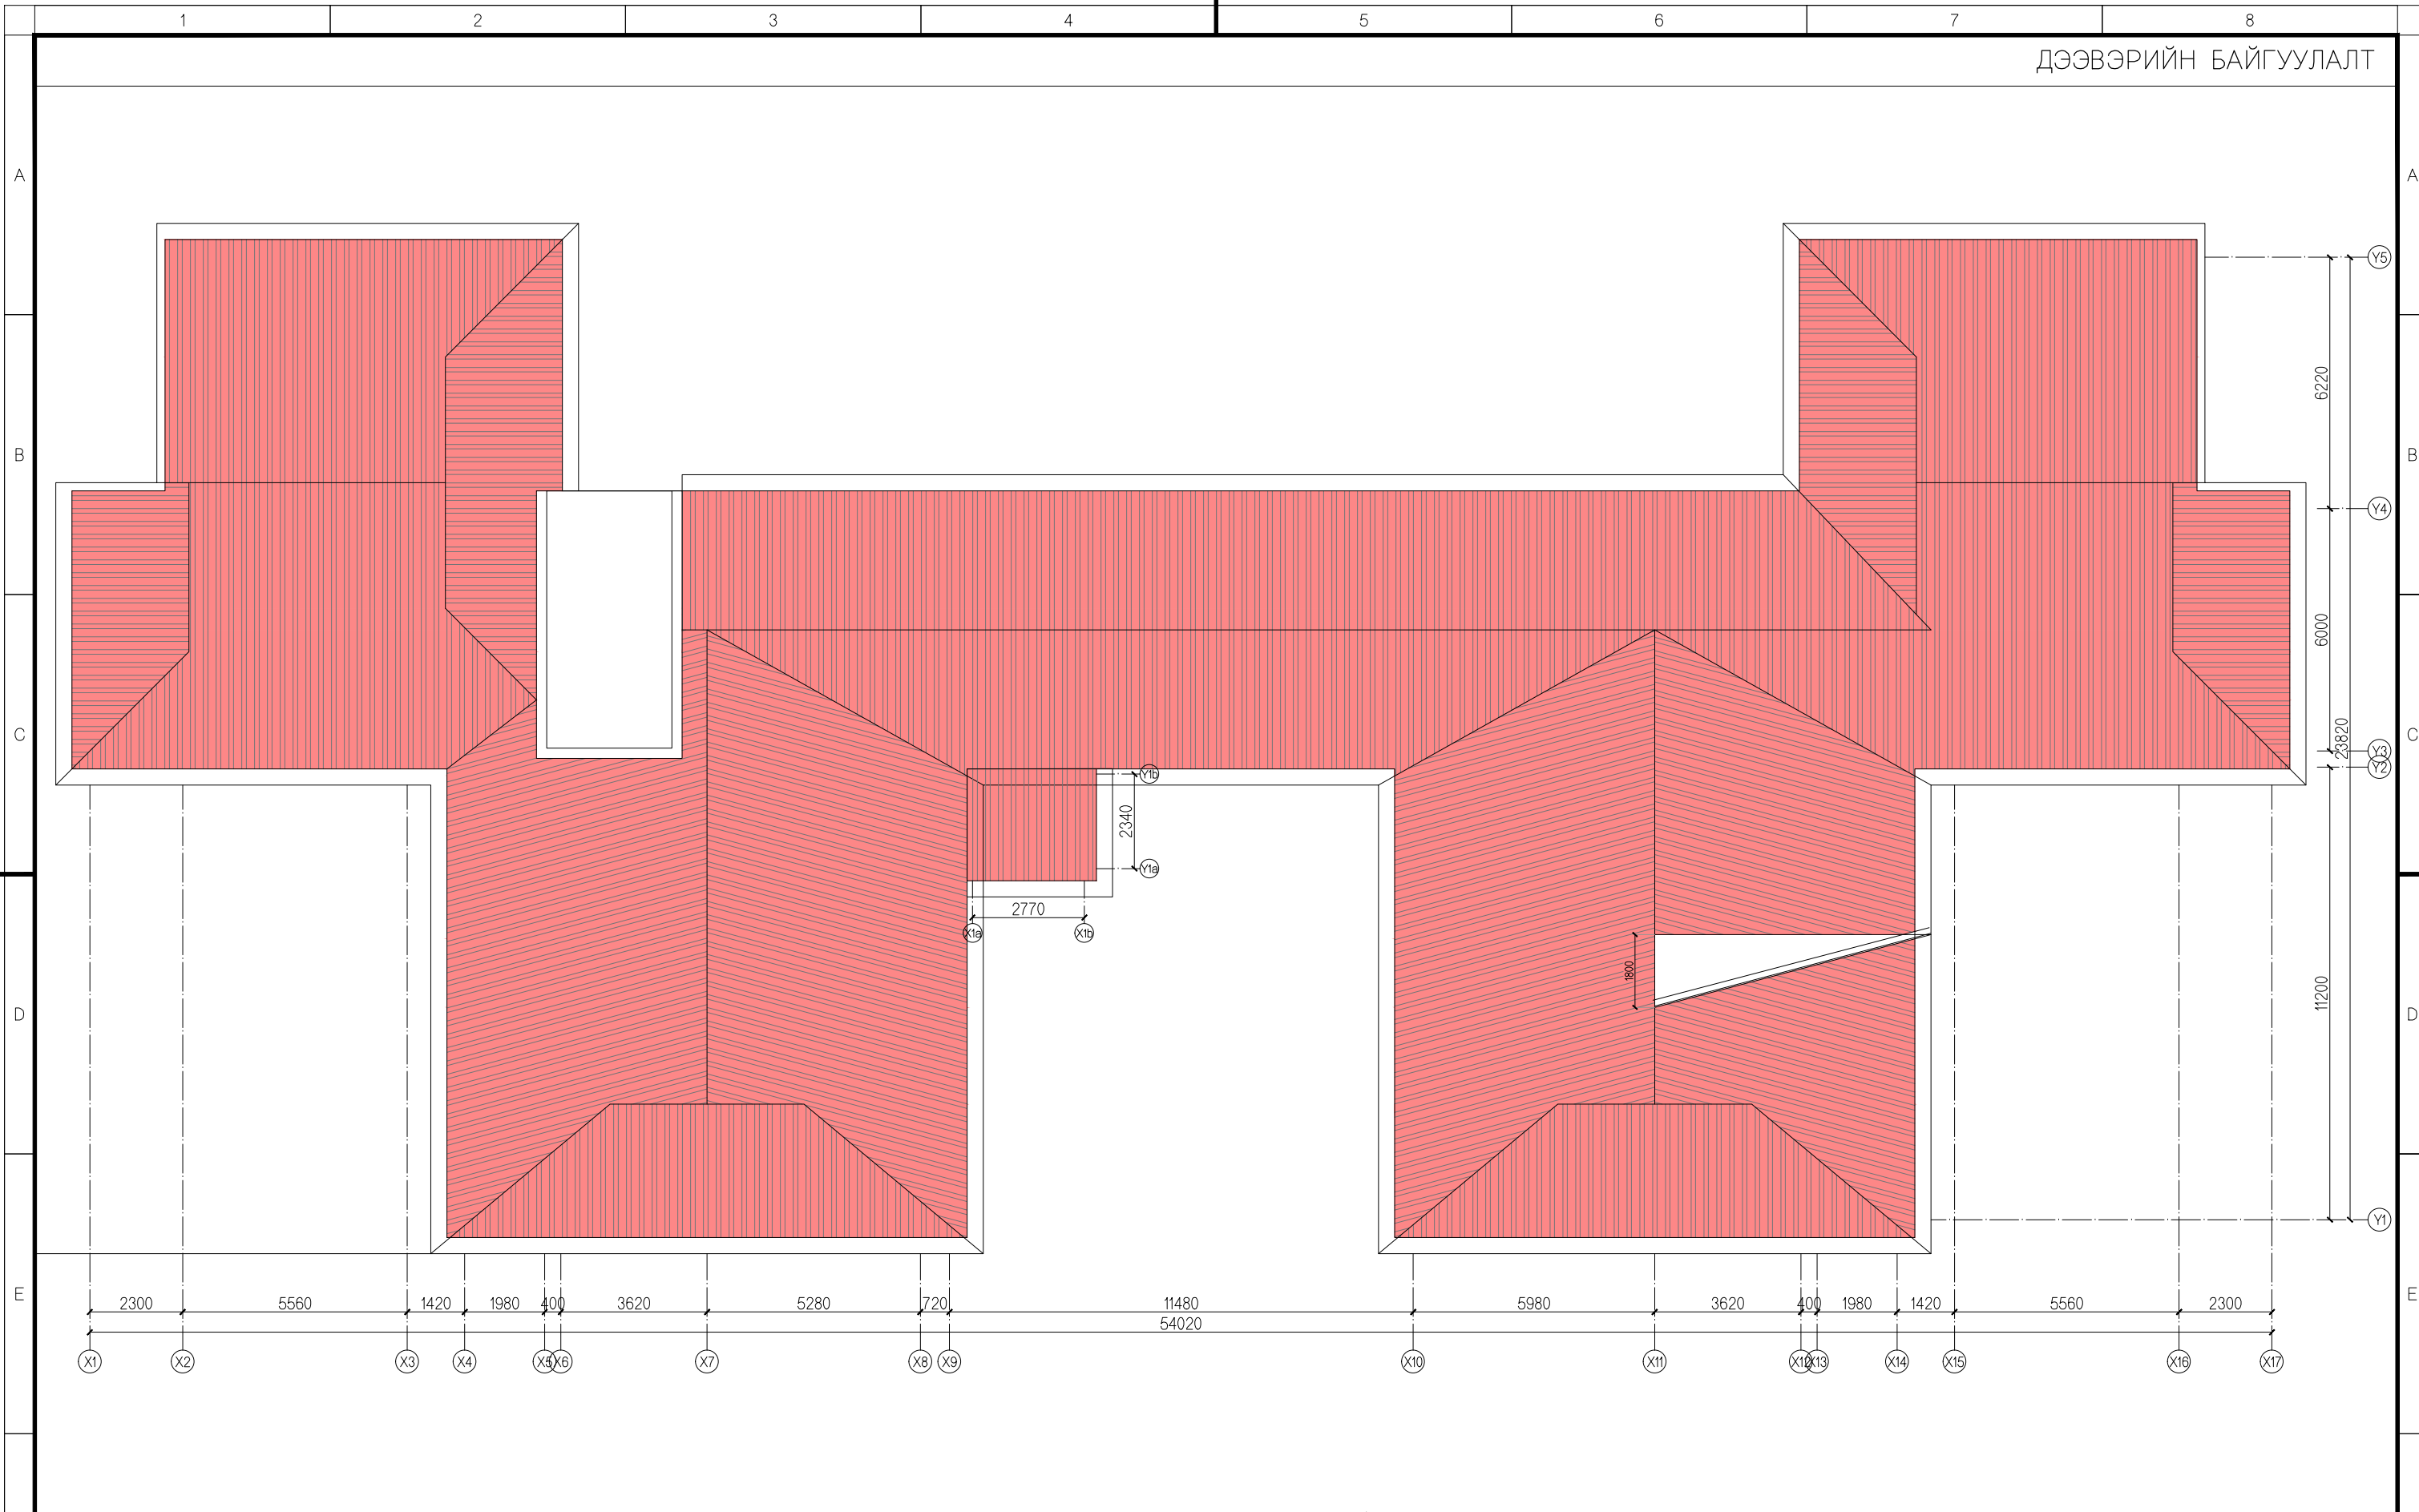 1 2 3 4 5 6 7 8
ДЭЭВЭРИЙН БАЙГУУЛАЛТ
A A
Y5
6220
B B
Y4
6000
23820
C C
Y3
Y2
Y1b
2340
Y1a
2770
X1a X1b
1800
11200
D D
Y1
E E
2300 5560 1420 1980 400 3620 5280 720 11480 5980 3620 400 1980 1420 5560 2300
54020
X1 X2 X3 X4 X5 X6 X7 X8 X9 X10 X11 X12 X13 X14 X15 X16 X17